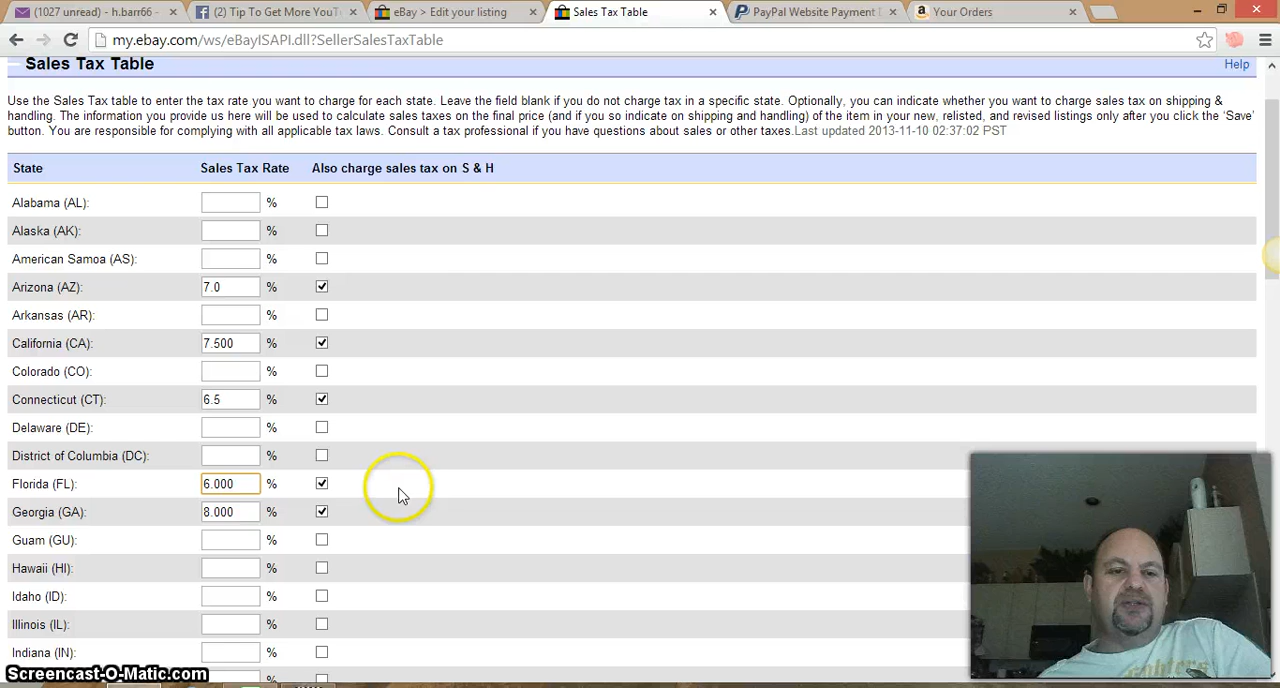 (1027 unread) - h.barr66
(2) Tip To Get More YouT
eBay > Edit your listing
Sales Tax Table
PayPal Website Payment
Your Orders
my.ebay.com/ws/eBayISAPI.dll?SellerSalesTaxTable
Sales Tax Table
Help
Use the Sales Tax table to enter the tax rate you want to charge for each state. Leave the field blank if you do not charge tax in a specific state. Optionally, you can indicate whether you want to charge sales tax on shipping &
handling. The information you provide us here will be used to calculate sales taxes on the final price (and if you so indicate on shipping and handling) of the item in your new, relisted, and revised listings only after you click the 'Save'
button. You are responsible for complying with all applicable tax laws. Consult a tax professional if you have questions about sales or other taxes.Last updated 2013-11-10 02:37:02 PST
State Sales Tax Rate Also charge sales tax on S & H
Alabama (AL): %
Alaska (AK): %
American Samoa (AS): %
Arizona (AZ): 7.0 %
Arkansas (AR): %
California (CA): 7.500 %
Colorado (CO): %
Connecticut (CT): 6.5 %
Delaware (DE): %
District of Columbia (DC): %
Florida (FL): 6.000 %
Georgia (GA): 8.000 %
Guam (GU): %
Hawaii (HI): %
Idaho (ID): %
Illinois (IL): %
Indiana (IN): %
Screencast-O-Matic.com